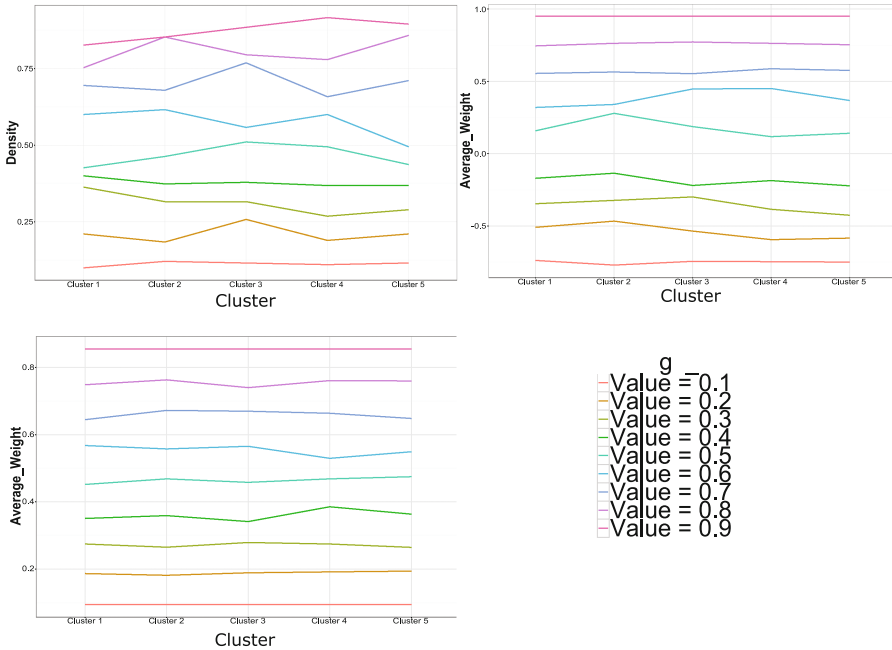 0.75
0.50
0.25
Density
Cluster 1 Cluster 2 Cluster 3 Cluster 4 Cluster 5
Cluster
1.0
0.5
0.0
−0.5
Average_Weight
Cluster 1 Cluster 2 Cluster 3 Cluster 4 Cluster 5
Cluster
0.8
0.6
0.4
0.2
Average_Weight
Cluster 1 Cluster 2 Cluster 3 Cluster 4 Cluster 5
Cluster
g _
Value = 0.1
Value = 0.2
Value = 0.3
Value = 0.4
Value = 0.5
Value = 0.6
Value = 0.7
Value = 0.8
Value = 0.9